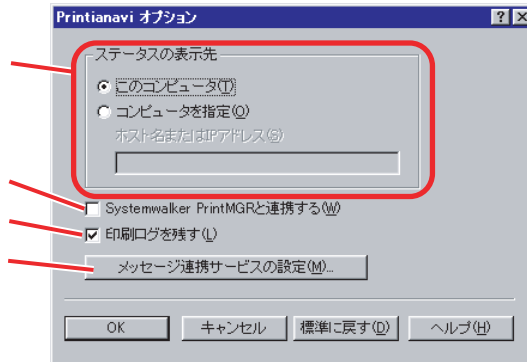 Printianavi オプション
ステータスの表示先
このコンピュータ(T)
コンピュータを指定(O)
ホスト名またはIPアドレス(S)
Systemwalker PrintMGRと連携する(W)
印刷ログを残す(L)
メッセージ連携サービスの設定(M)...
OK キャンセル 標準に戻す(D) ヘルプ(H)